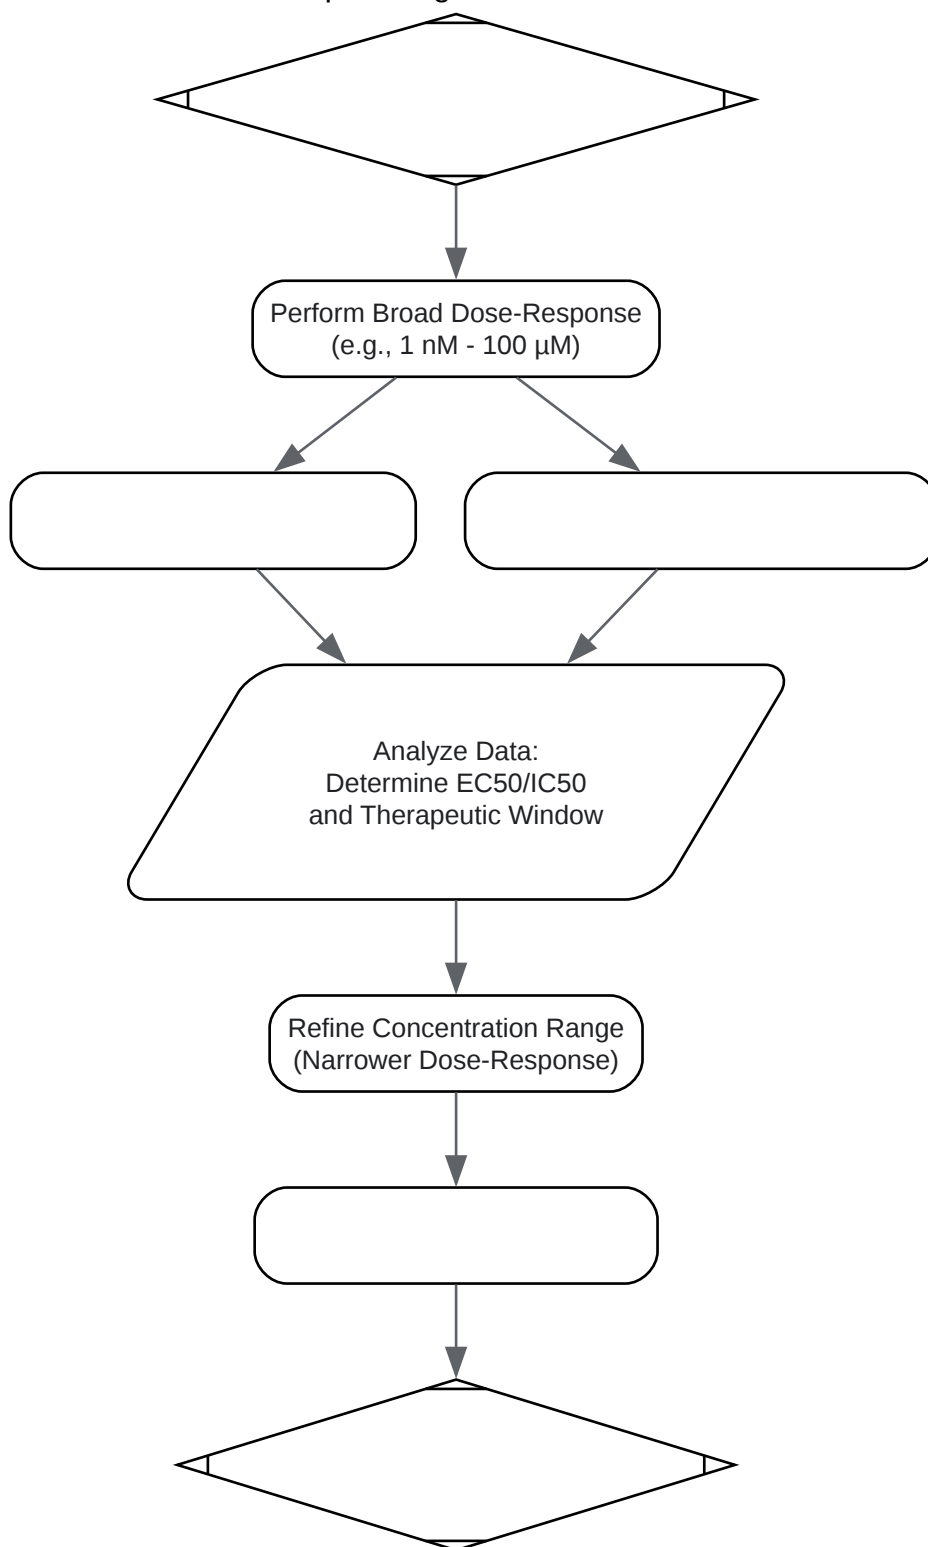 Perform Broad Dose-Response
(e.g., 1 nM - 100 µM)
Analyze Data:
Determine EC50/IC50
and Therapeutic Window
Refine Concentration Range
(Narrower Dose-Response)